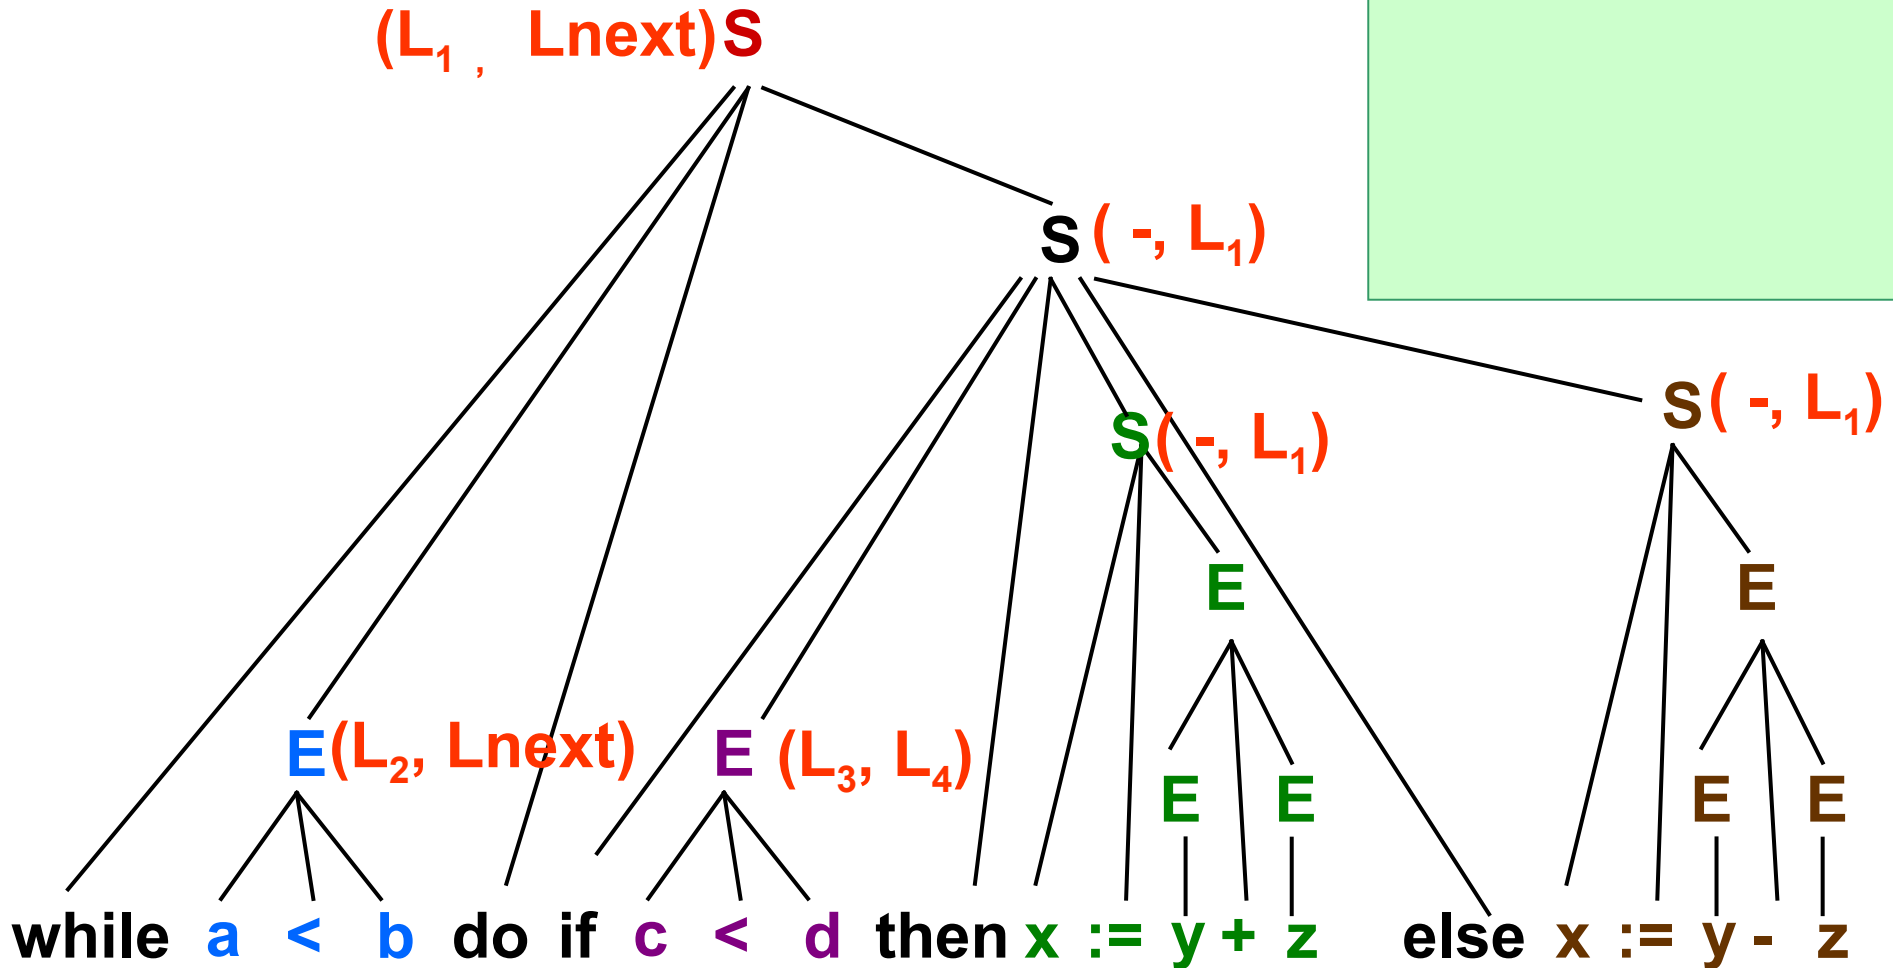 (L₁ , Lnext) S
S ( -, L₁)
S ( -, L₁)
S ( -, L₁)
E E
E (L₂, Lnext) E (L₃, L₄)
E E E E
while a < b do if c < d then x := y + z else x := y - z